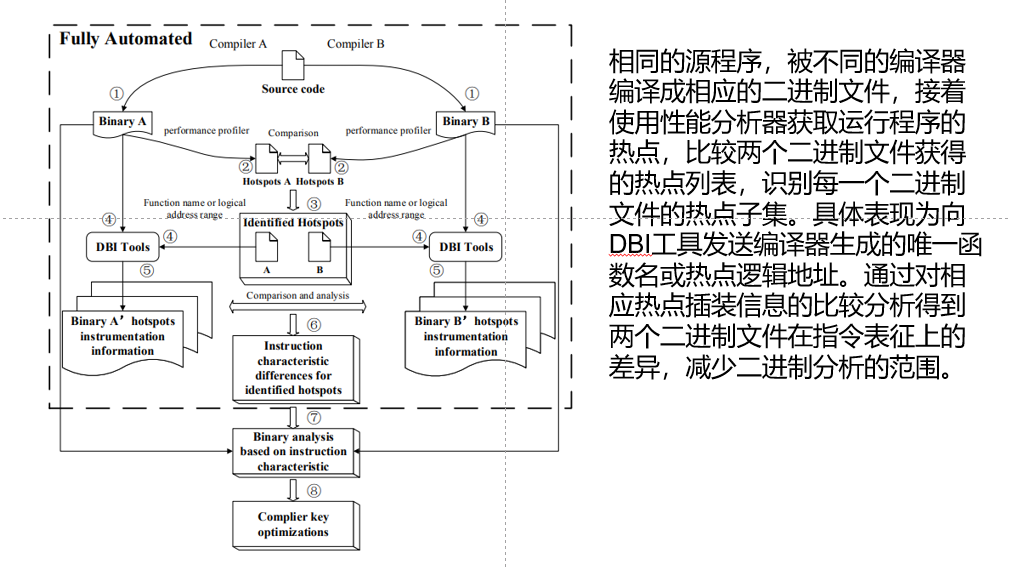 Fully Automated
Compiler A
Compiler B
Source code
①
①
Binary A
Binary B
performance profiler
Comparison
performance profiler
②
②
Hotspots A Hotspots B
③
Function name or logical
address range
Function name or logical
address range
Identified Hotspots
④
④
④
④
DBI Tools
A
B
DBI Tools
⑤
⑤
Comparison and analysis
Binary A’ hotspots
instrumentation
information
Binary B’ hotspots
instrumentation
information
⑥
Instruction
characteristic
differences for
identified hotspots
⑦
Binary analysis
based on instruction
characteristic
⑧
Complier key
optimizations
相同的源程序，被不同的编译器
编译成相应的二进制文件，接着
使用性能分析器获取运行程序的
热点，比较两个二进制文件获得
的热点列表，识别每一个二进制
文件的热点子集。具体表现为向
DBI工具发送编译器生成的唯一函
数名或热点逻辑地址。通过对相
应热点插装信息的比较分析得到
两个二进制文件在指令表征上的
差异，减少二进制分析的范围。